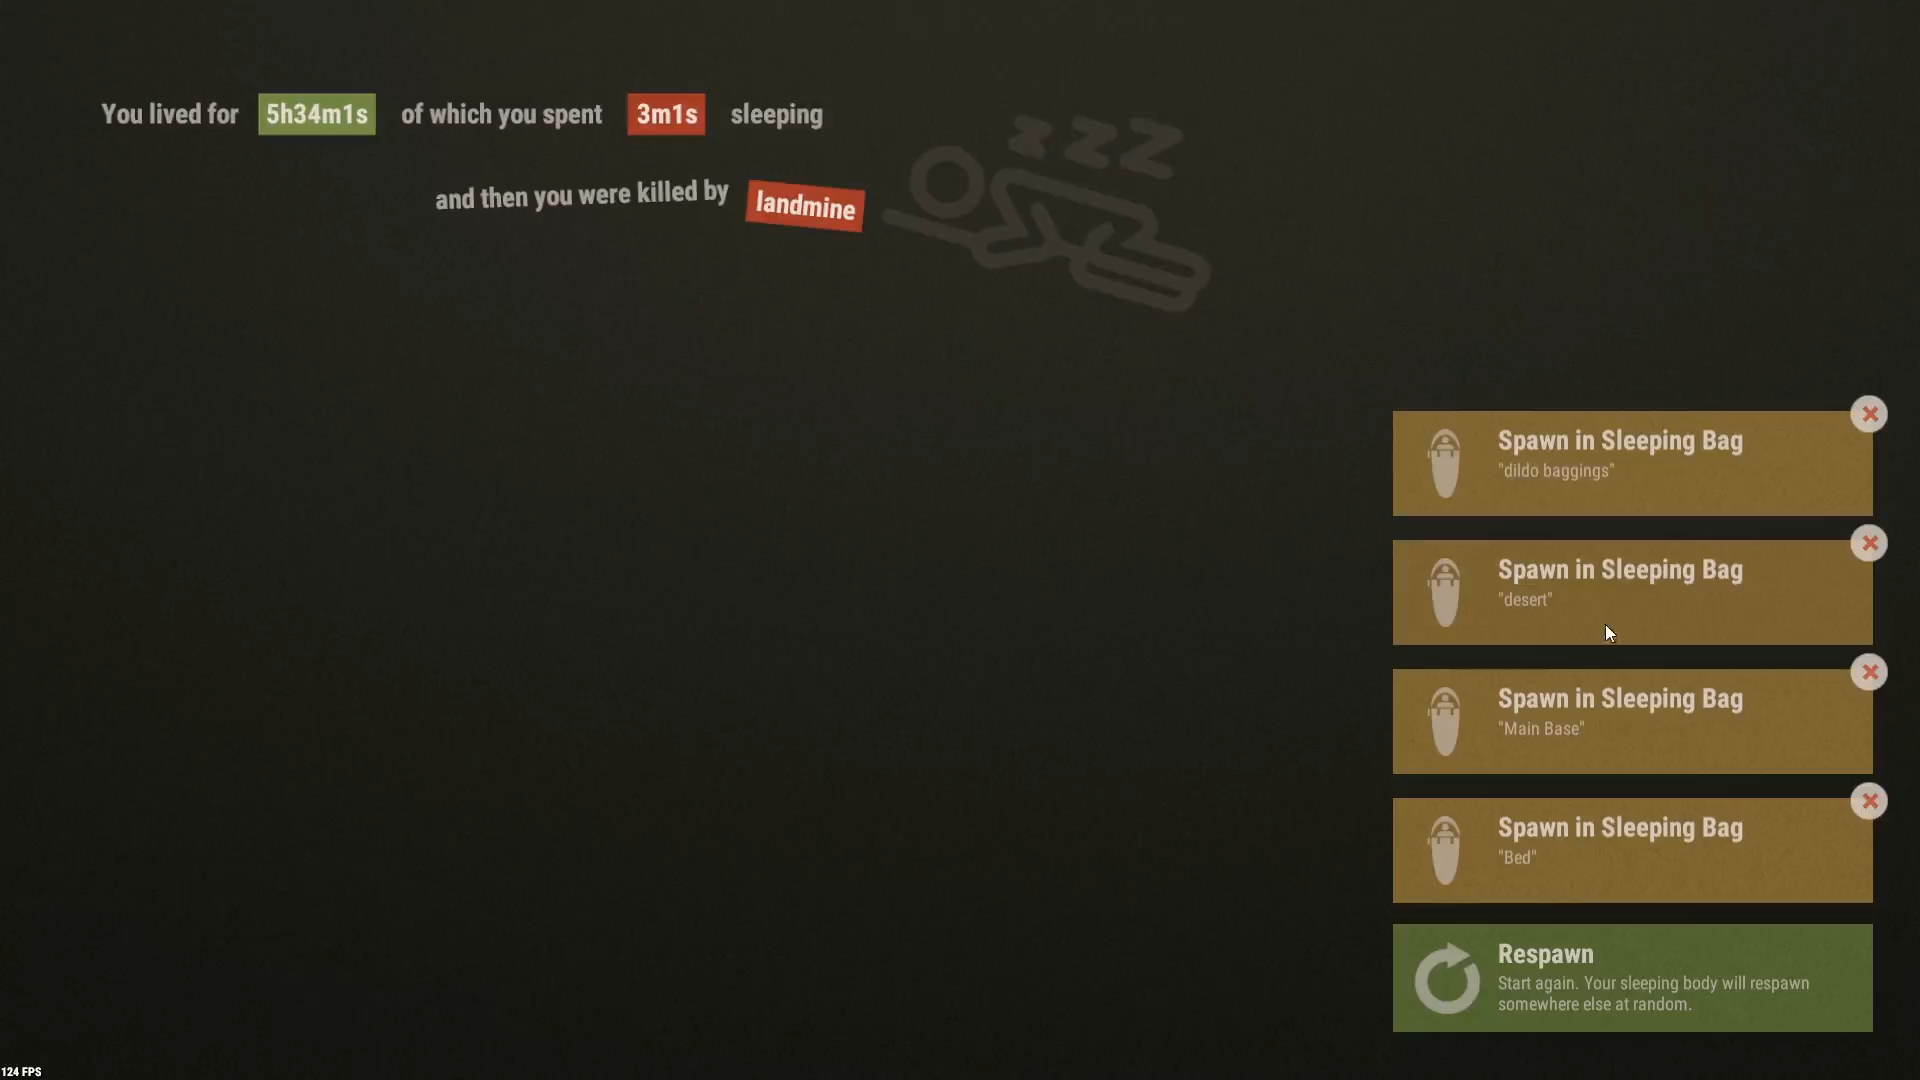 You lived for 5h34m1s of which you spent 3m1s sleeping
and then you were killed by landmine
zZZ
Spawn in Sleeping Bag
"dildo baggings"
Spawn in Sleeping Bag
"desert"
Spawn in Sleeping Bag
"Main Base"
Spawn in Sleeping Bag
"Bed"
Respawn
Start again. Your sleeping body will respawn
somewhere else at random.
124 FPS